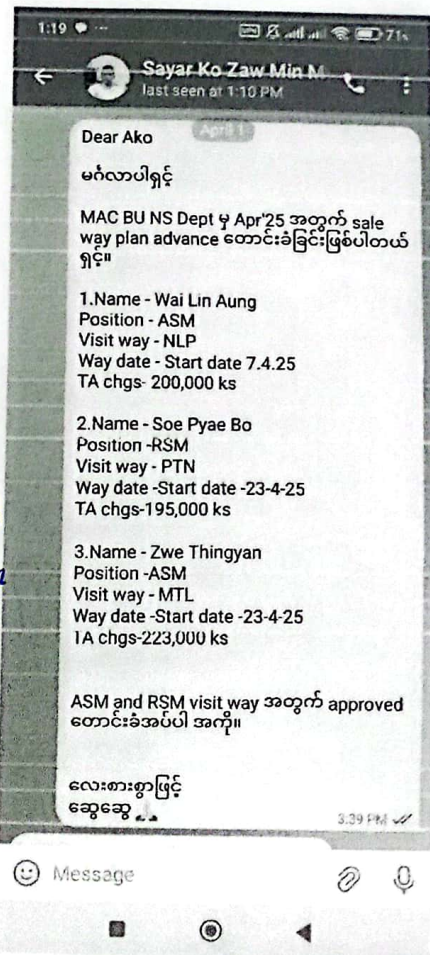 1:19
71%
Sayar Ko Zaw Min M
last seen at 1:10 PM
April 1
Dear Ako
မင်္ဂလာပါရှင့်
MAC BU NS Dept မှ Apr'25 အတွက် sale
way plan advance တောင်းခံခြင်းဖြစ်ပါတယ်
ရှင့်။
1.Name - Wai Lin Aung
Position - ASM
Visit way - NLP
Way date - Start date 7.4.25
TA chgs- 200,000 ks
2.Name - Soe Pyae Bo
Position -RSM
Visit way - PTN
Way date -Start date -23-4-25
TA chgs-195,000 ks
3.Name - Zwe Thingyan
Position -ASM
Visit way - MTL
Way date -Start date -23-4-25
TA chgs-223,000 ks
ASM and RSM visit way အတွက် approved
တောင်းခံအပ်ပါ အကို။
လေးစားစွာဖြင့်
ဆွေဆွေ
3:39 PM
Message